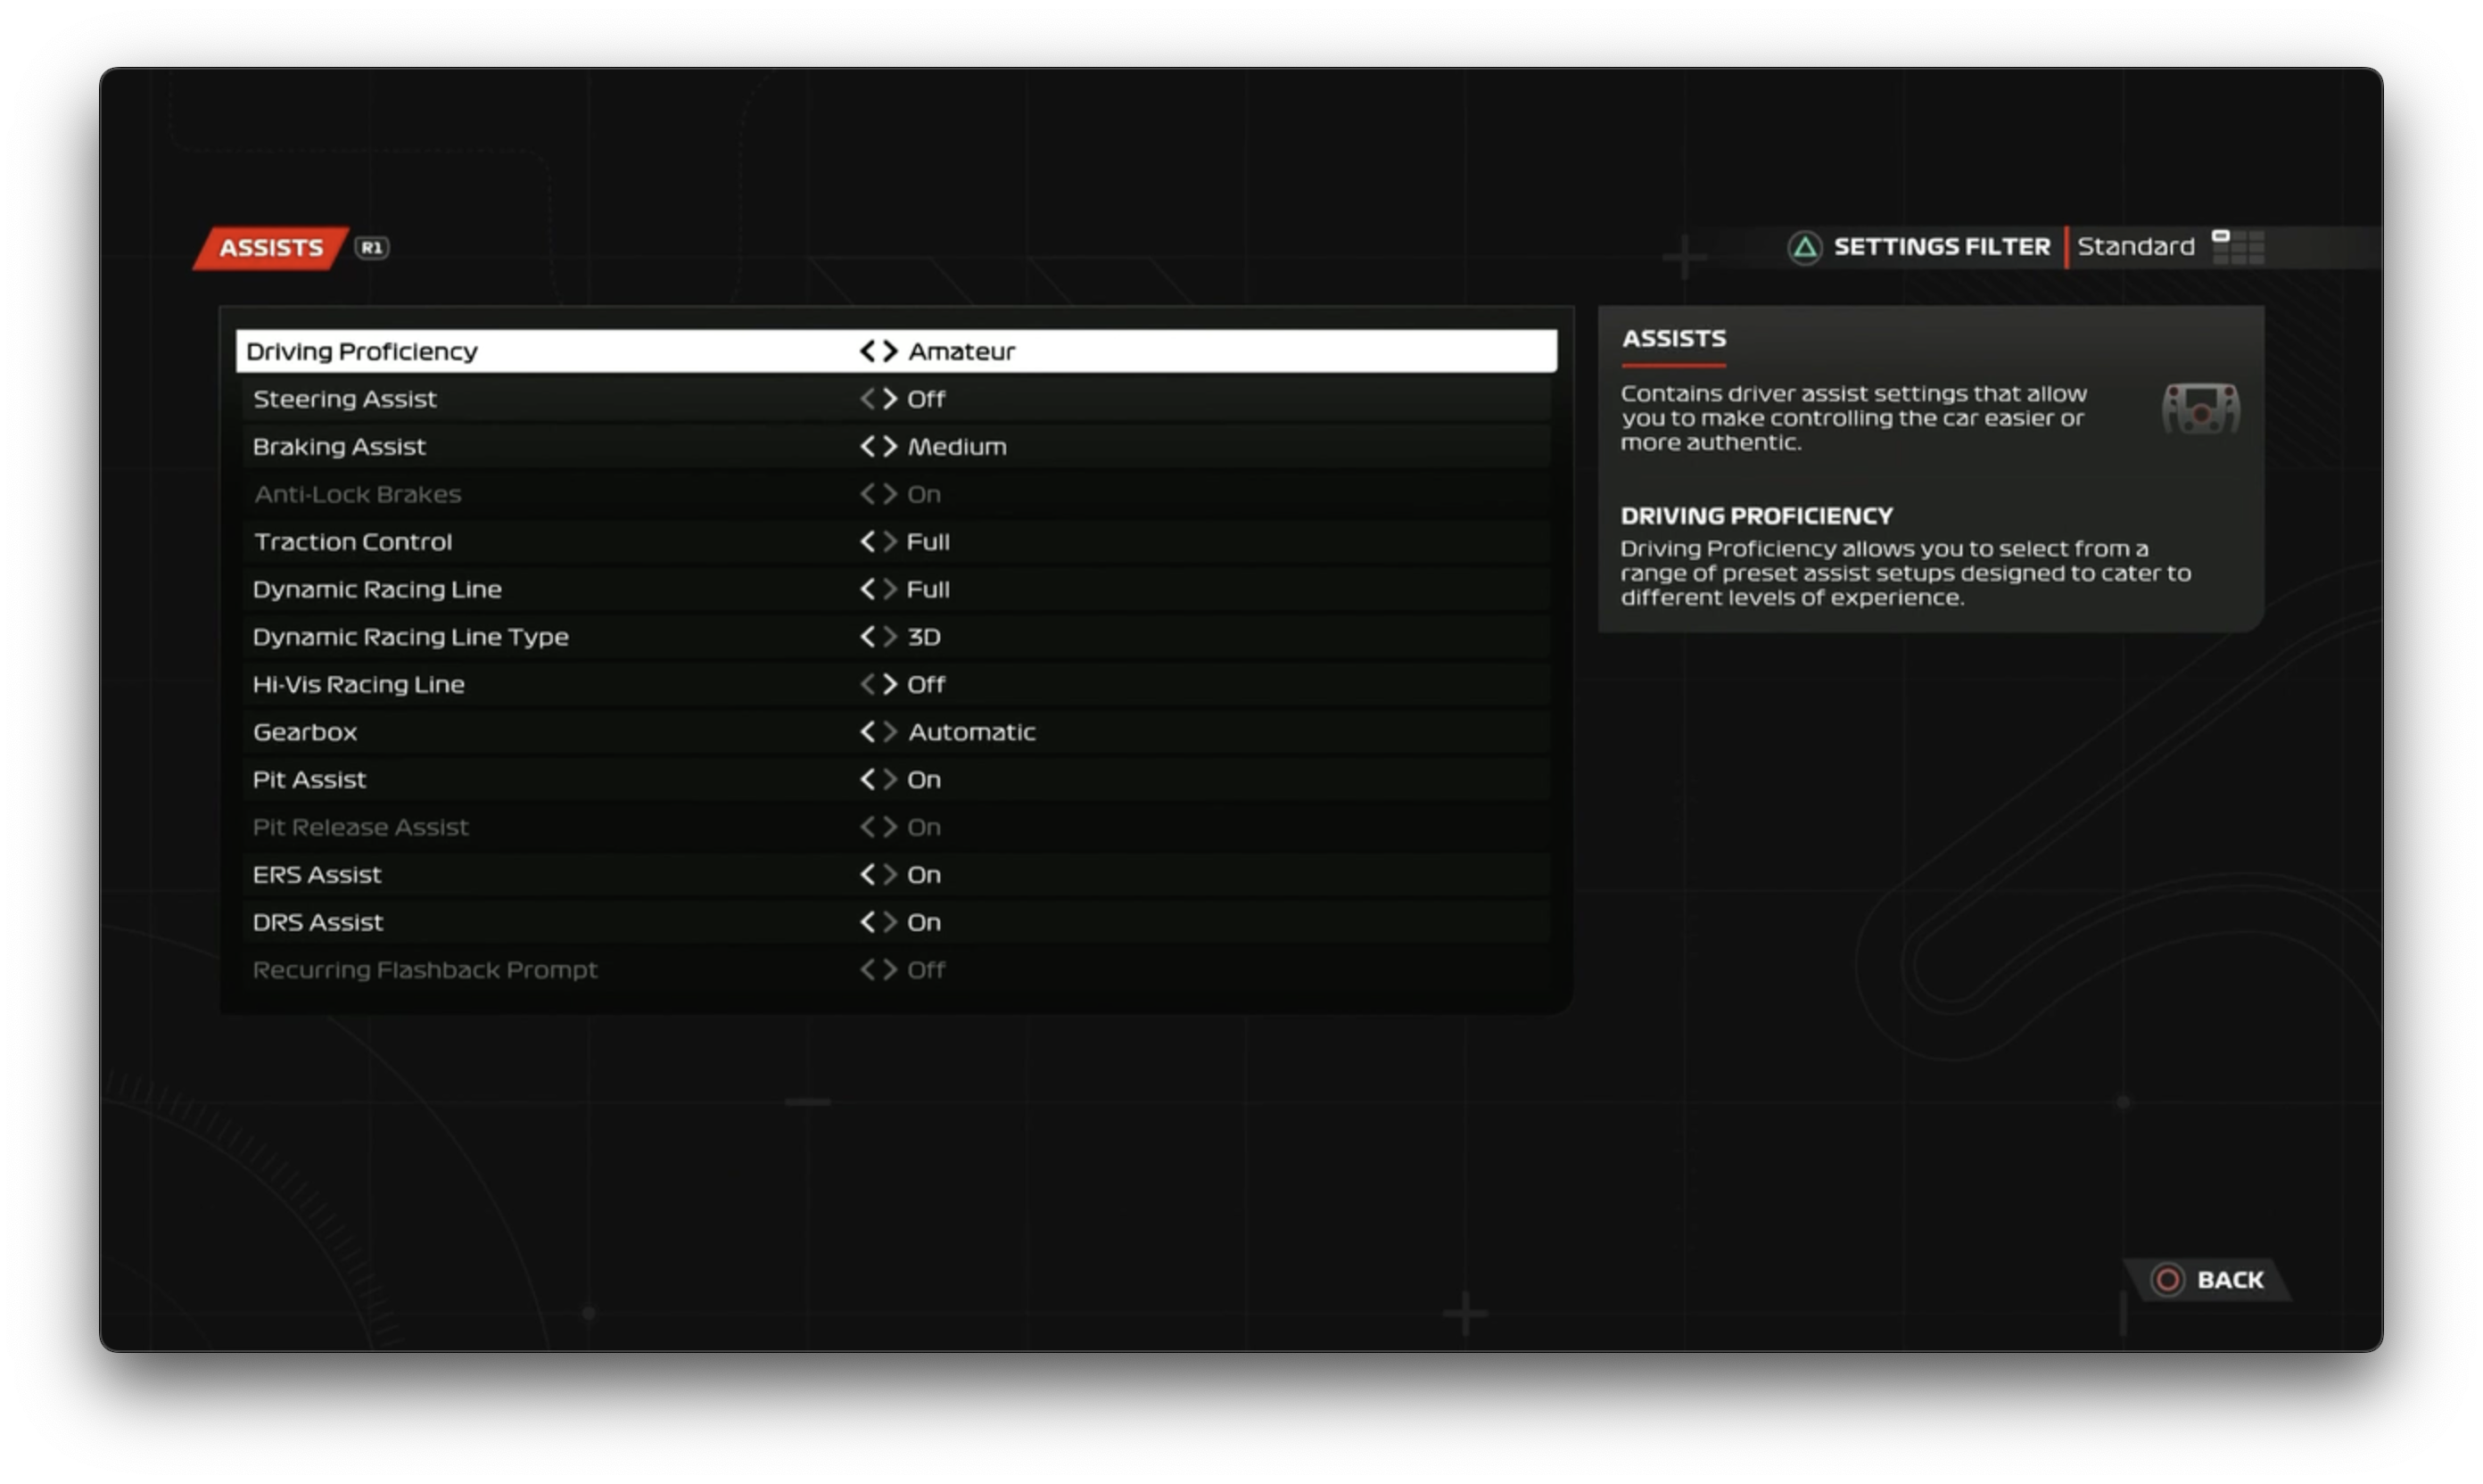 ASSISTS R1
SETTINGS FILTER Standard
Driving Proficiency Amateur
Steering Assist Off
Braking Assist Medium
Anti-Lock Brakes On
Traction Control Full
Dynamic Racing Line Full
Dynamic Racing Line Type 3D
Hi-Vis Racing Line Off
Gearbox Automatic
Pit Assist On
Pit Release Assist On
ERS Assist On
DRS Assist On
Recurring Flashback Prompt Off
ASSISTS
Contains driver assist settings that allow
you to make controlling the car easier or
more authentic.
DRIVING PROFICIENCY
Driving Proficiency allows you to select from a
range of preset assist setups designed to cater to
different levels of experience.
BACK